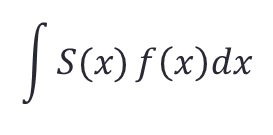 ∫ S(x) f(x)dx